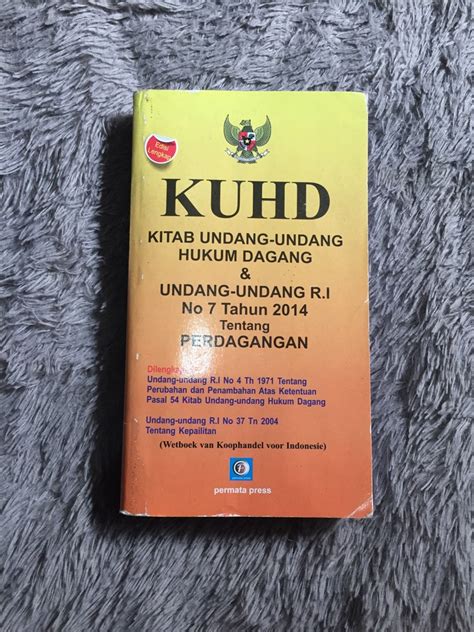 Edisi
Lengkap
KUHD
KITAB UNDANG-UNDANG
HUKUM DAGANG
&
UNDANG-UNDANG R.I
No 7 Tahun 2014
Tentang
PERDAGANGAN
Undang-undang R.I No 4 Th 1971 Tentang
Perubahan dan Penambahan Atas Ketentuan
Pasal 54 Kitab Undang-undang Hukum Dagang
Undang-undang R.I No 37 Tn 2004
Tentang Kepailitan
(Wetboek van Koophandel voor Indonesie)
permata press